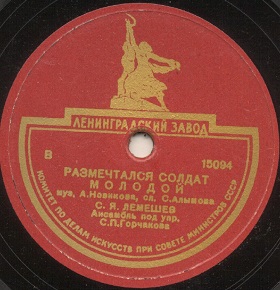 ЛЕНИНГРАДСКИЙ ЗАВОД
В 15094
РАЗМЕЧТАЛСЯ СОЛДАТ
МОЛОДОЙ
муз. А.Новикова, сл. С.Алымова
С. Я. ЛЕМЕШЕВ
Ансамбль под упр.
С.П.Горчакова
КОМИТЕТ ПО ДЕЛАМ ИСКУССТВ ПРИ СОВЕТЕ МИНИСТРОВ СССР